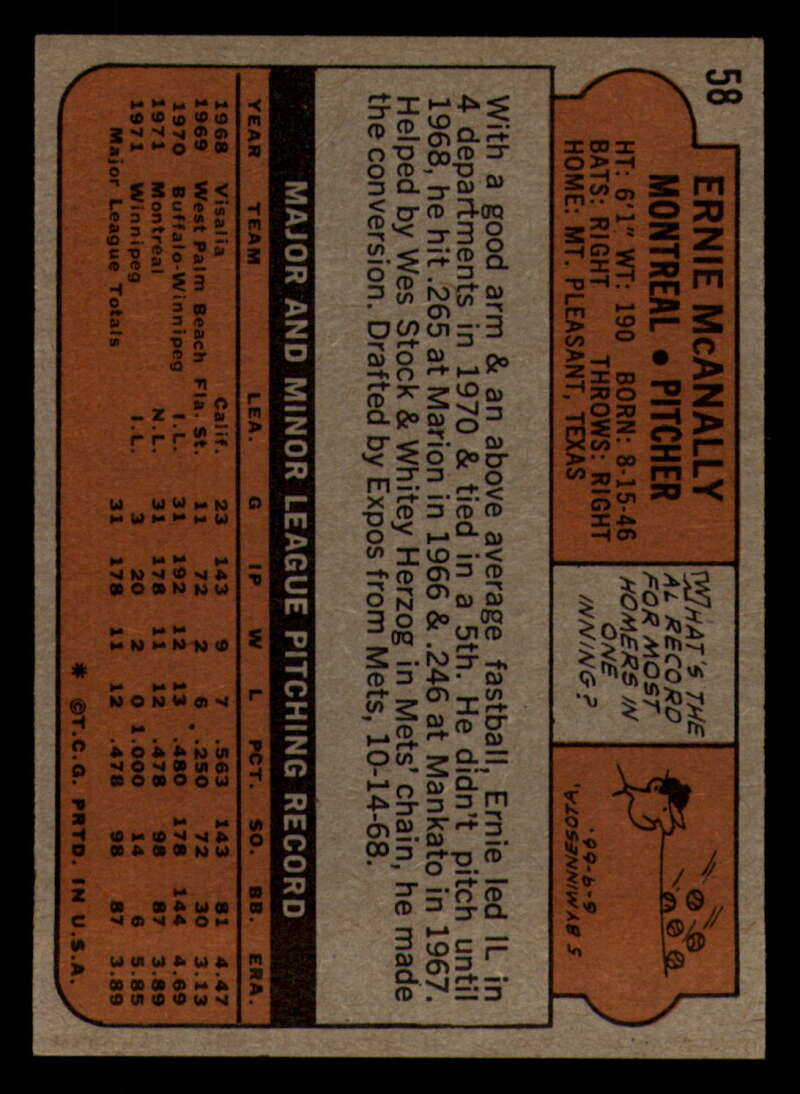 58
ERNIE McANALLY
MONTREAL • PITCHER
HT: 6'1" WT: 190 BORN: 8-15-46
BATS: RIGHT THROWS: RIGHT
HOME: MT. PLEASANT, TEXAS
WHAT'S THE
AL RECORD
FOR MOST
HOMERS IN
ONE
INNING?
5 BY MINNESOTA,
6-9-66.
With a good arm & an above average fastball, Ernie led IL in
4 departments in 1970 & tied in a 5th. He didn't pitch until
1968, he hit .265 at Marion in 1966 & .246 at Mankato in 1967.
Helped by Wes Stock & Whitey Herzog in Mets' chain, he made
the conversion. Drafted by Expos from Mets, 10-14-68.
MAJOR AND MINOR LEAGUE PITCHING RECORD
YEAR TEAM LEA. G IP W L PCT. SO. BB. ERA.
1968 Visalia Calif. 23 143 9 7 .563 143 81 4.47
1969 West Palm Beach Fla. St. 11 72 2 6 .250 72 30 3.13
1970 Buffalo-Winnipeg I.L. 31 192 12 13 .480 178 144 4.69
1971 Montreal N.L. 31 178 11 12 .478 98 87 3.89
1971 Winnipeg I.L. 3 20 2 0 1.000 14 6 5.85
Major League Totals 31 178 11 12 .478 98 87 3.89
* ©T.C.G. PRTD. IN U.S.A.